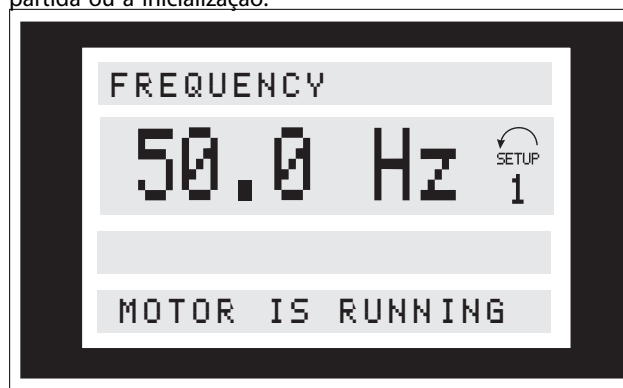 partida ou a inicialização.
FREQUENCY
50.0 Hz
SETUP
1
MOTOR IS RUNNING